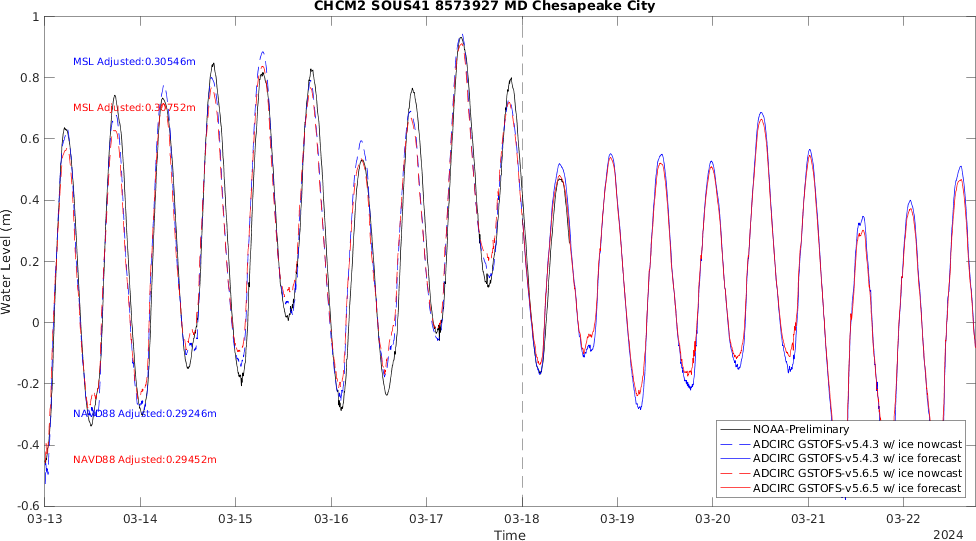 CHCM2 SOUS41 8573927 MD Chesapeake City
1
0.8
0.6
0.4
0.2
0
-0.2
-0.4
-0.6
Water Level (m)
MSL Adjusted:0.30546m
MSL Adjusted:0.30752m
NAVD88 Adjusted:0.29246m
NAVD88 Adjusted:0.29452m
NOAA-Preliminary
ADCIRC GSTOFS-v5.4.3 w/ ice nowcast
ADCIRC GSTOFS-v5.4.3 w/ ice forecast
ADCIRC GSTOFS-v5.6.5 w/ ice nowcast
ADCIRC GSTOFS-v5.6.5 w/ ice forecast
03-13 03-14 03-15 03-16 03-17 03-18 03-19 03-20 03-21 03-22
Time
2024